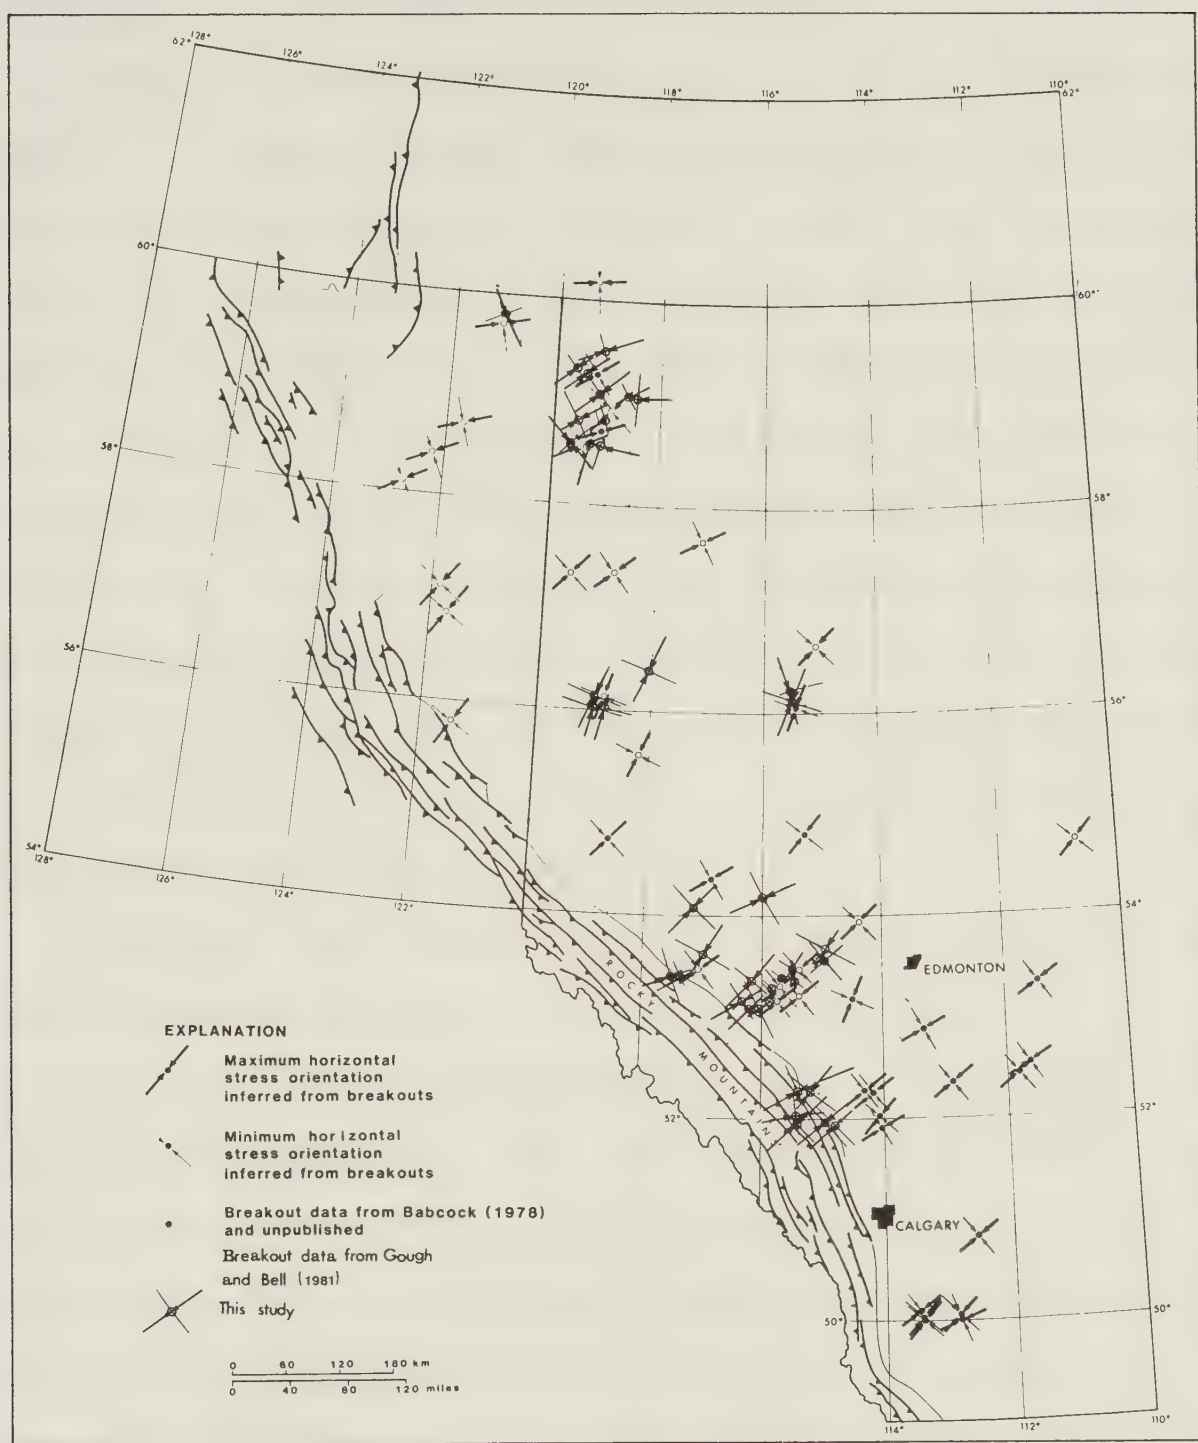 128°
62°
126°
124°
122°
120°
118°
116°
114°
112°
110°
62°
60°
60°
58°
58°
56°
56°
54°
128°
126°
124°
122°
54°
ROCKY
MOUNTAIN
EDMONTON
52°
52°
CALGARY
50°
50°
114°
112°
110°
EXPLANATION
Maximum horizontal
stress orientation
inferred from breakouts
Minimum horizontal
stress orientation
inferred from breakouts
Breakout data from Babcock (1978)
and unpublished
Breakout data from Gough
and Bell (1981)
This study
0 60 120 180 km
0 40 80 120 miles